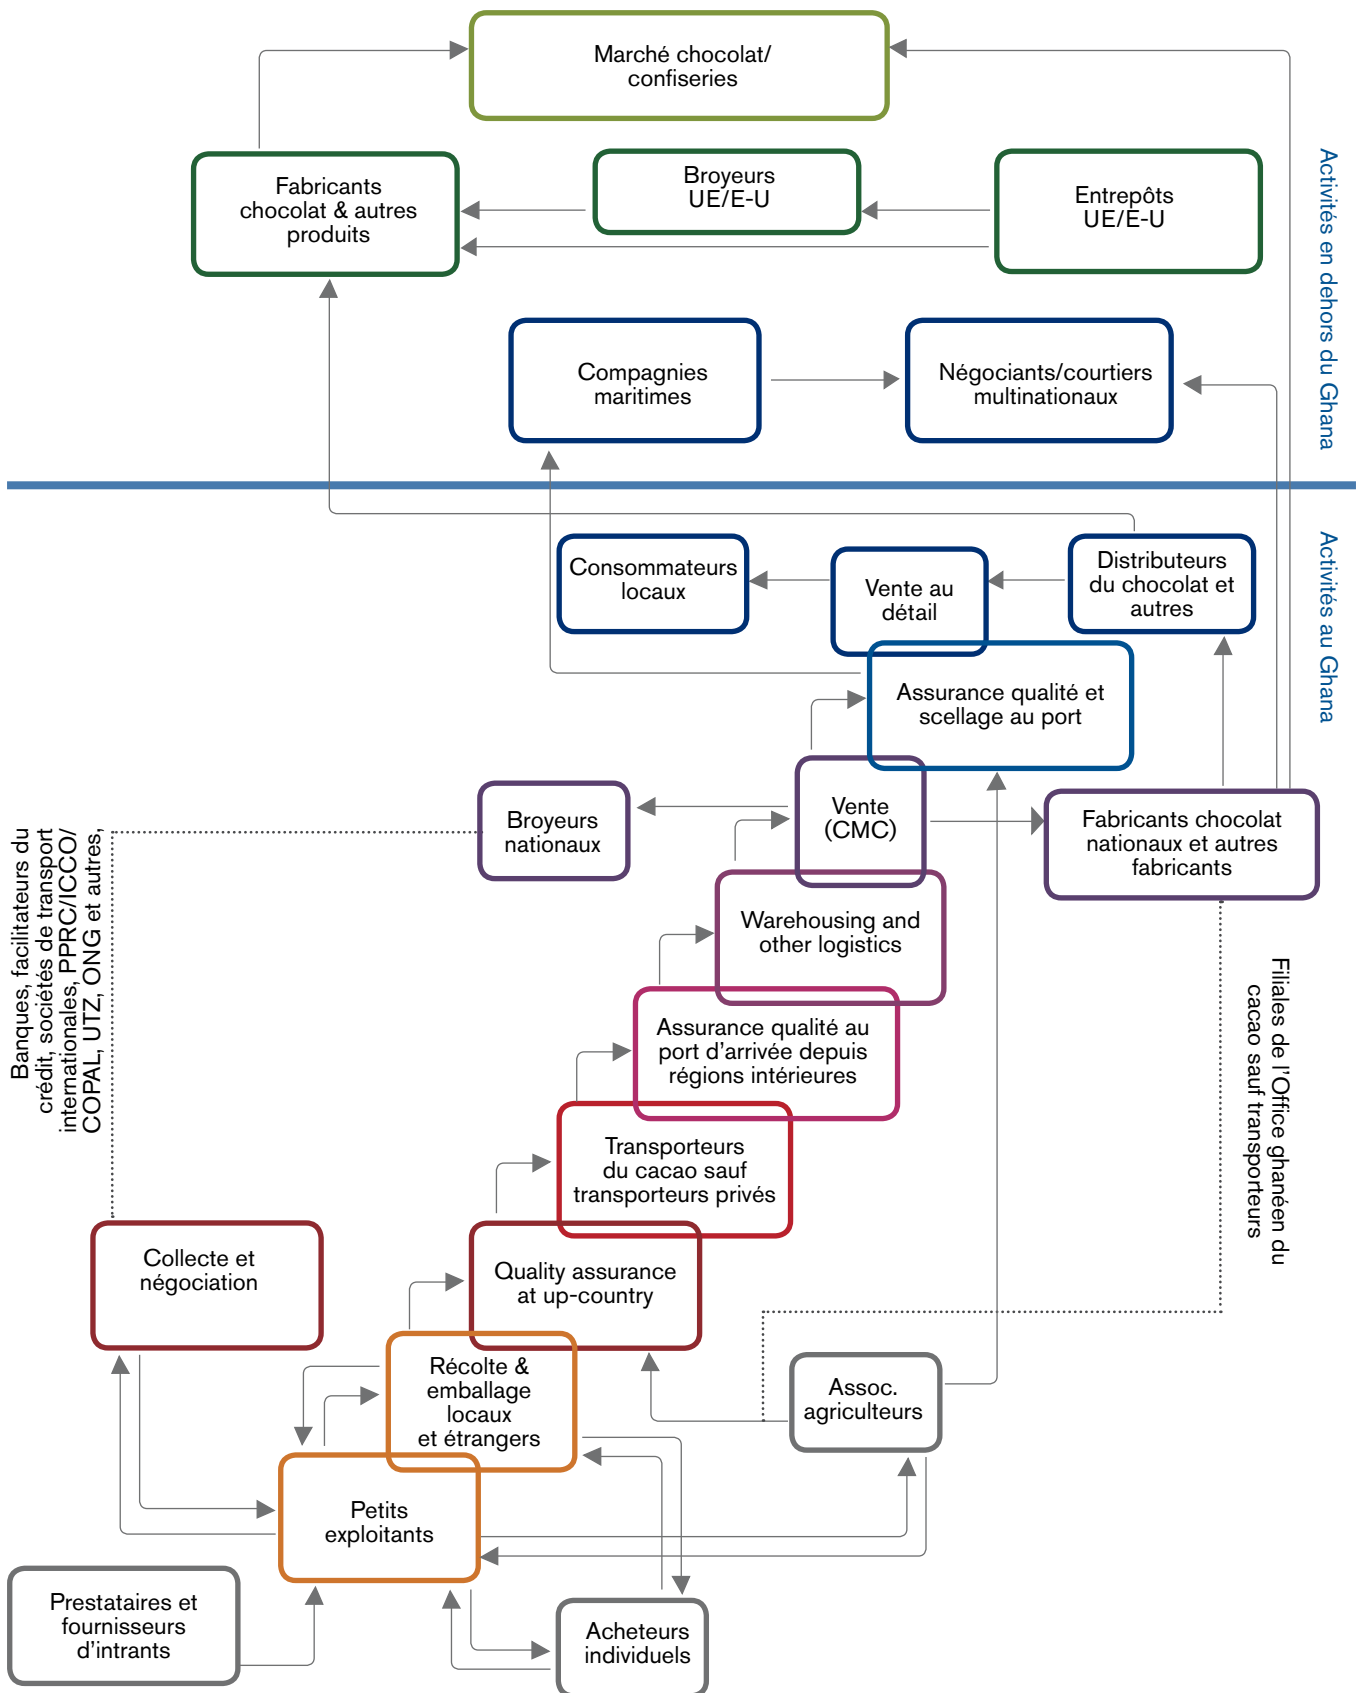 Marché chocolat/
confiseries
Fabricants
chocolat & autres
produits
Broyeurs
UE/E-U
Entrepôts
UE/E-U
Activités en dehors du Ghana
Compagnies
maritimes
Négociants/courtiers
multinationaux
Consommateurs
locaux
Vente au
détail
Distributeurs
du chocolat et
autres
Activités au Ghana
Assurance qualité et
scellage au port
Broyeurs
nationaux
Vente
(CMC)
Fabricants chocolat
nationaux et autres
fabricants
Banques, facilitateurs du
crédit, sociétés de transport
internationales, PPRC/ICCO/
COPAL, UTZ, ONG et autres,
Warehousing and
other logistics
Filiales de l'Office ghanéen du
cacao sauf transporteurs
Assurance qualité au
port d'arrivée depuis
régions intérieures
Transporteurs
du cacao sauf
transporteurs privés
Collecte et
négociation
Quality assurance
at up-country
Récolte &
emballage
locaux
et étrangers
Assoc.
agriculteurs
Petits
exploitants
Prestataires et
fournisseurs
d'intrants
Acheteurs
individuels